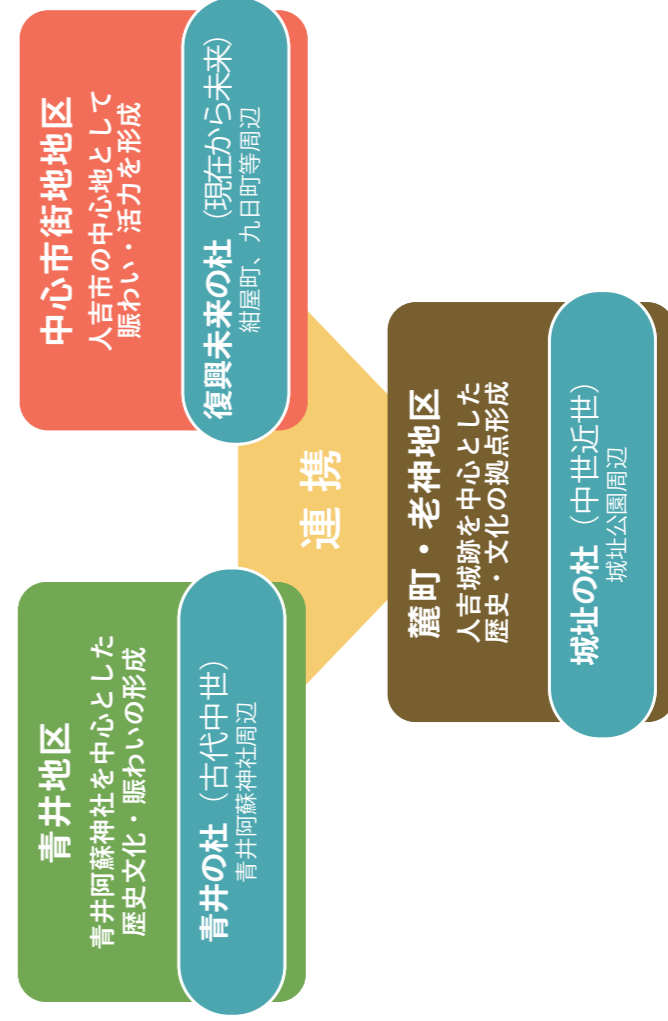 青井地区
青井阿蘇神社を中心とした
歴史文化・賑わいの形成
青井の杜（古代中世）
青井阿蘇神社周辺
中心市街地地区
人吉市の中心地として
賑わい・活力を形成
復興未来の杜（現在から未来）
紺屋町、九日町等周辺
連携
麓町・老神地区
人吉城跡を中心とした
歴史・文化の拠点形成
城址の杜（中世近世）
城址公園周辺